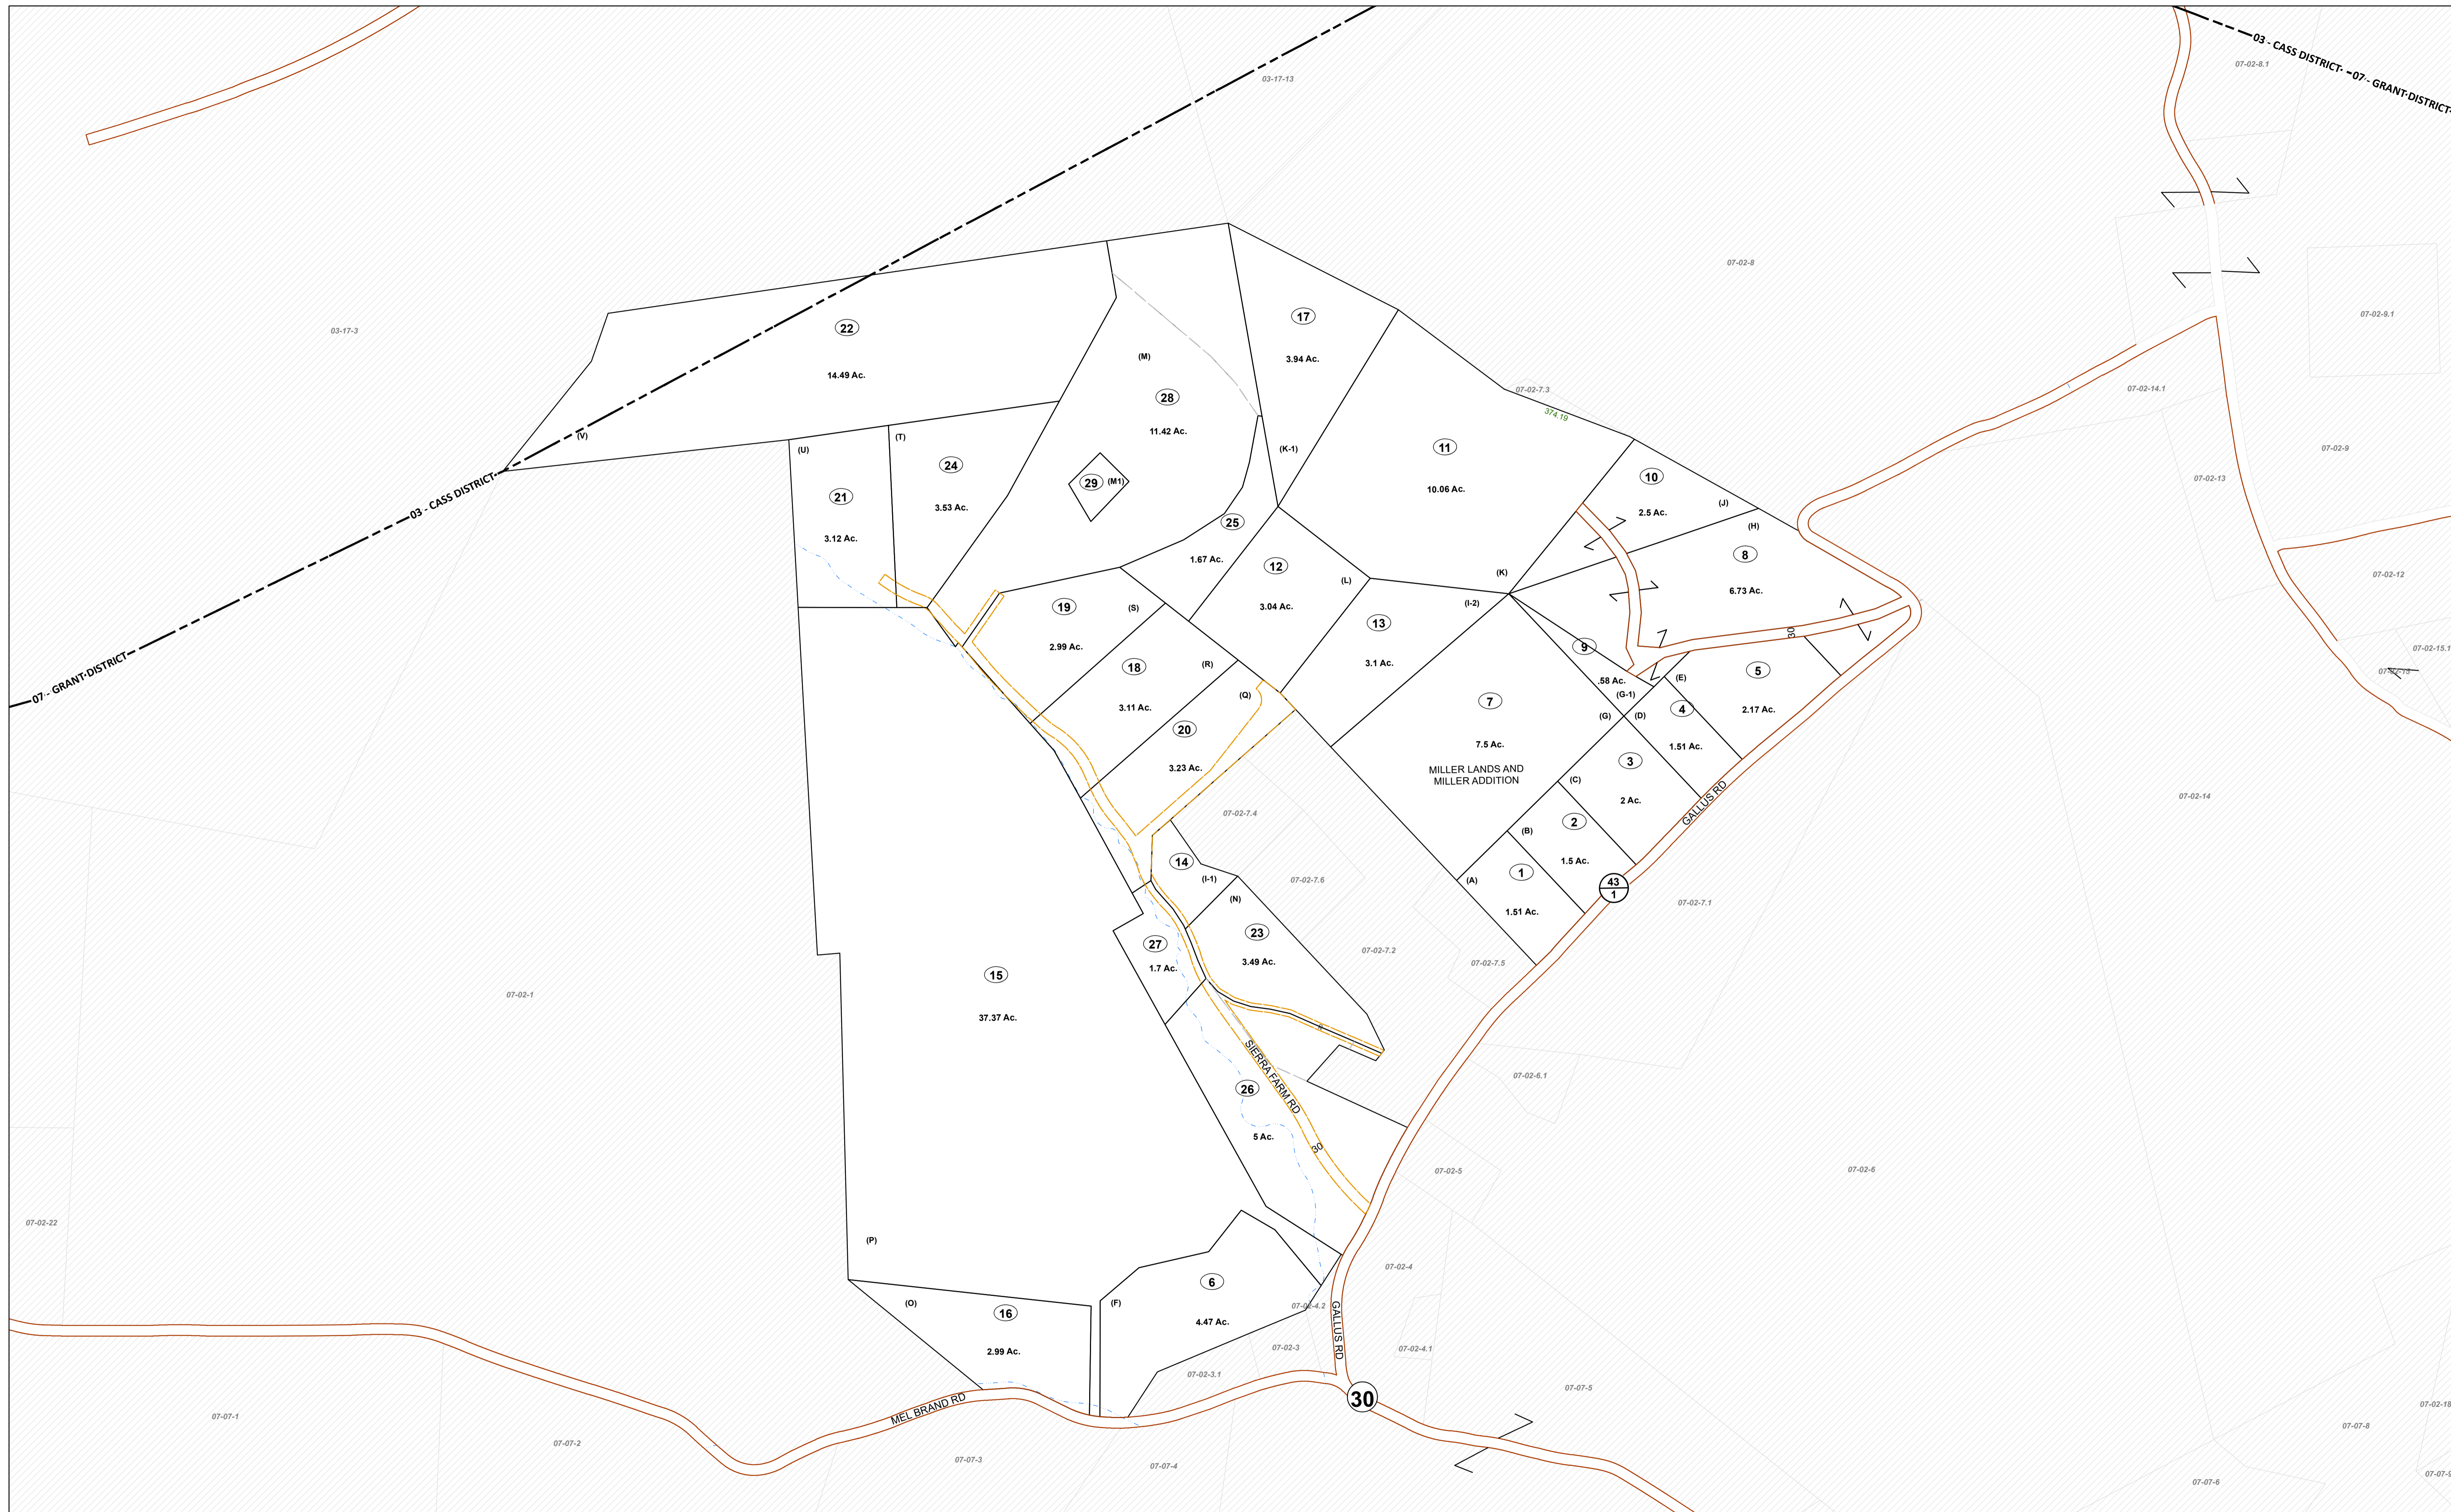 03-17-13
07-02-8.1
03 - CASS DISTRICT
07 - GRANT DISTRICT
07-02-8
03-17-3
22
14.49 Ac.
(V)
17
3.94 Ac.
(M)
28
11.42 Ac.
07-02-7.3
374.19
07-02-9.1
07-02-14.1
07-02-9
(U)
(T)
21
3.12 Ac.
24
3.53 Ac.
29
(M1)
(K-1)
11
10.06 Ac.
10
2.5 Ac.
(J)
(H)
8
6.73 Ac.
07-02-13
03 - CASS DISTRICT
07 - GRANT DISTRICT
25
1.67 Ac.
12
3.04 Ac.
(L)
(K)
(I-2)
07-02-12
19
2.99 Ac.
(S)
18
3.11 Ac.
(R)
13
3.1 Ac.
9
.58 Ac.
(G-1)
30
07-02-15.1
07-02-15
(E)
5
2.17 Ac.
(Q)
20
3.23 Ac.
7
7.5 Ac.
MILLER LANDS AND
MILLER ADDITION
(G)
(D)
4
1.51 Ac.
3
2 Ac.
(C)
GALLUS RD
07-02-14
07-02-7.4
14
(I-1)
07-02-7.6
(B)
2
1.5 Ac.
(A)
1
1.51 Ac.
43
1
07-02-7.1
(N)
23
3.49 Ac.
27
1.7 Ac.
07-02-7.2
07-02-7.5
07-02-1
15
37.37 Ac.
SIERRA FARM RD
26
5 Ac.
30
07-02-6.1
07-02-5
07-02-6
07-02-22
(P)
(O)
16
2.99 Ac.
(F)
6
4.47 Ac.
07-02-4
07-02-4.2
GALLUS RD
07-02-3
07-02-4.1
07-02-3.1
30
07-07-5
MEL BRAND RD
07-07-1
07-07-2
07-07-3
07-07-4
07-02-18
07-07-8
07-07-6
07-07-9